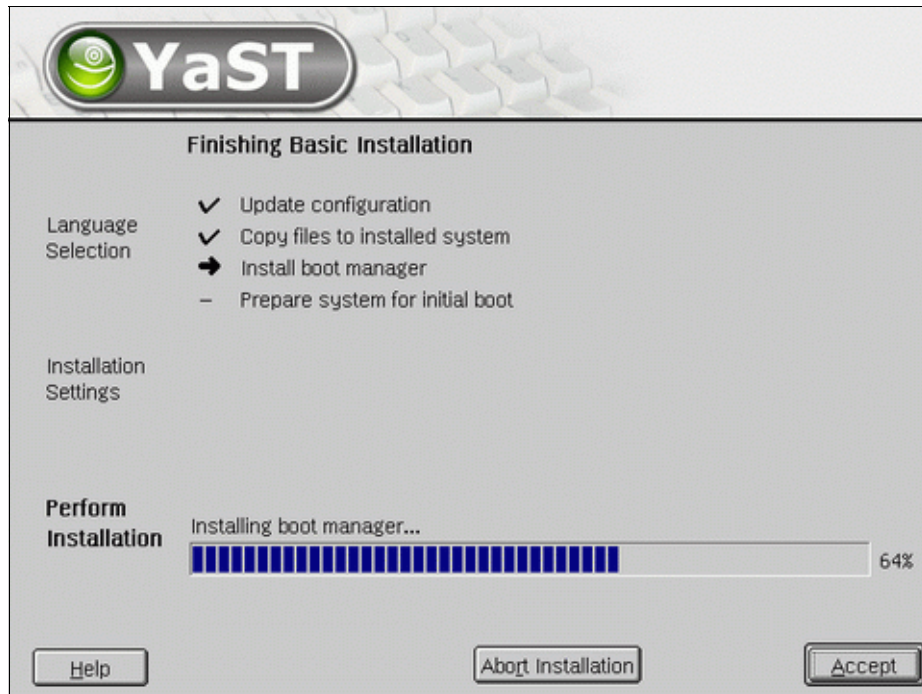 YaST
Finishing Basic Installation
Language
Selection
✓ Update configuration
✓ Copy files to installed system
➔ Install boot manager
– Prepare system for initial boot
Installation
Settings
Perform
Installation
Installing boot manager...
64%
Help
Abort Installation
Accept